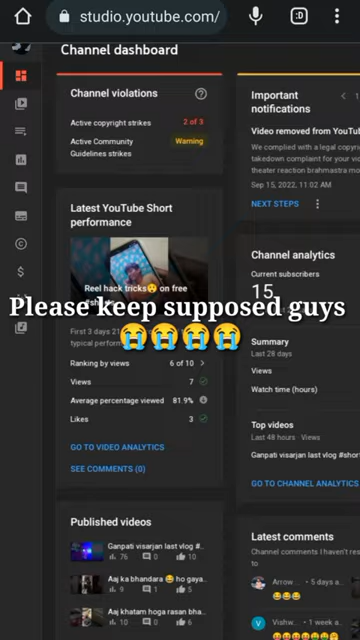 studio.youtube.com/
:D
Channel dashboard
Channel violations
Active copyright strikes
2 of 3
Active Community
Guidelines strikes
Warning
Latest YouTube Short
performance
Reel hack tricks😲 on free
Please keep supposed guys
😭😭😭😭
First 3 days 21
typical perform
Ranking by views
6 of 10
Views
7
Average percentage viewed
81.9%
Likes
3
GO TO VIDEO ANALYTICS
SEE COMMENTS (0)
Published videos
Ganpati visarjan last vlog #..
76
10
Aaj ka bhandara 😂 ho gaya..
9
1
5
Aaj khatam hoga rasan bha...
10
0
6
Important
notifications
1
Video removed from YouTu
We complied with a legal copyri
takedown complaint for your vi
theater reaction brahmastra mo
Sep 15, 2022, 11:02 AM
NEXT STEPS
Channel analytics
Current subscribers
15
Summary
Last 28 days
Views
Watch time (hours)
Top videos
Last 48 hours · Views
Ganpati visarjan last vlog #shor
GO TO CHANNEL ANALYTICS
Latest comments
Channel comments I haven't res
to
Arrow
5 days a
😂😂😂
Vishw
1 week a